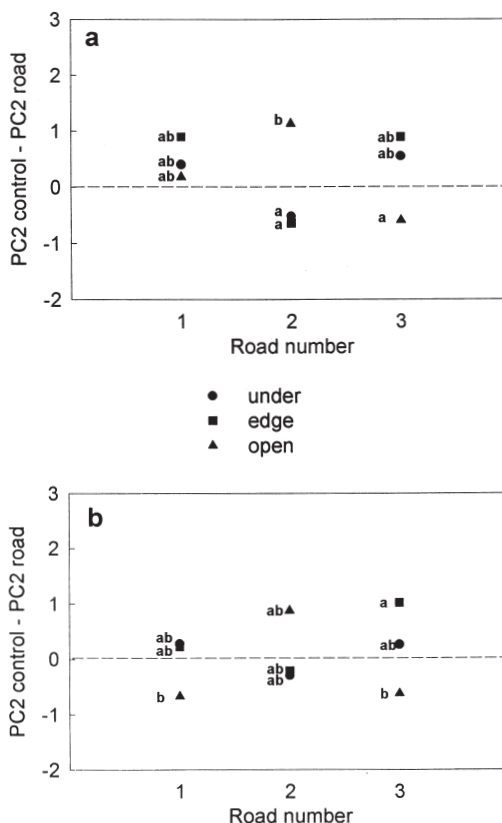 3
a
2
b
1
ab
ab
ab
ab
ab
ab
0
a
a
a
-1
-2
PC2 control - PC2 road
1 2 3
Road number
under
edge
open
3
b
2
1
ab
a
ab
ab
ab
0
ab
ab
b
b
-1
-2
PC2 control - PC2 road
1 2 3
Road number